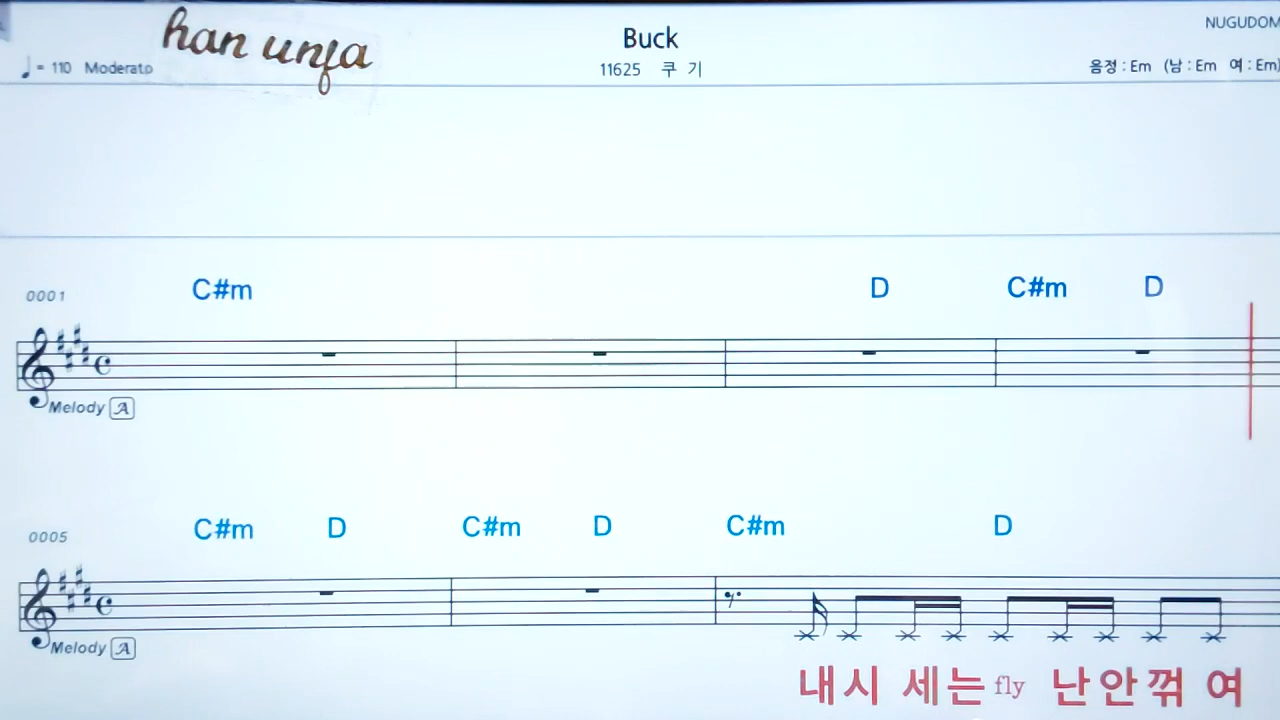 han unfa
Buck
NUGUDOM
♩= 110 Moderato
11625 쿠 기
음정 : Em (남 : Em 여 : Em)
0001
C#m D C#m D
Melody A
0005
C#m D C#m D C#m D
Melody A
내시 세는 fly 난안꺾 여